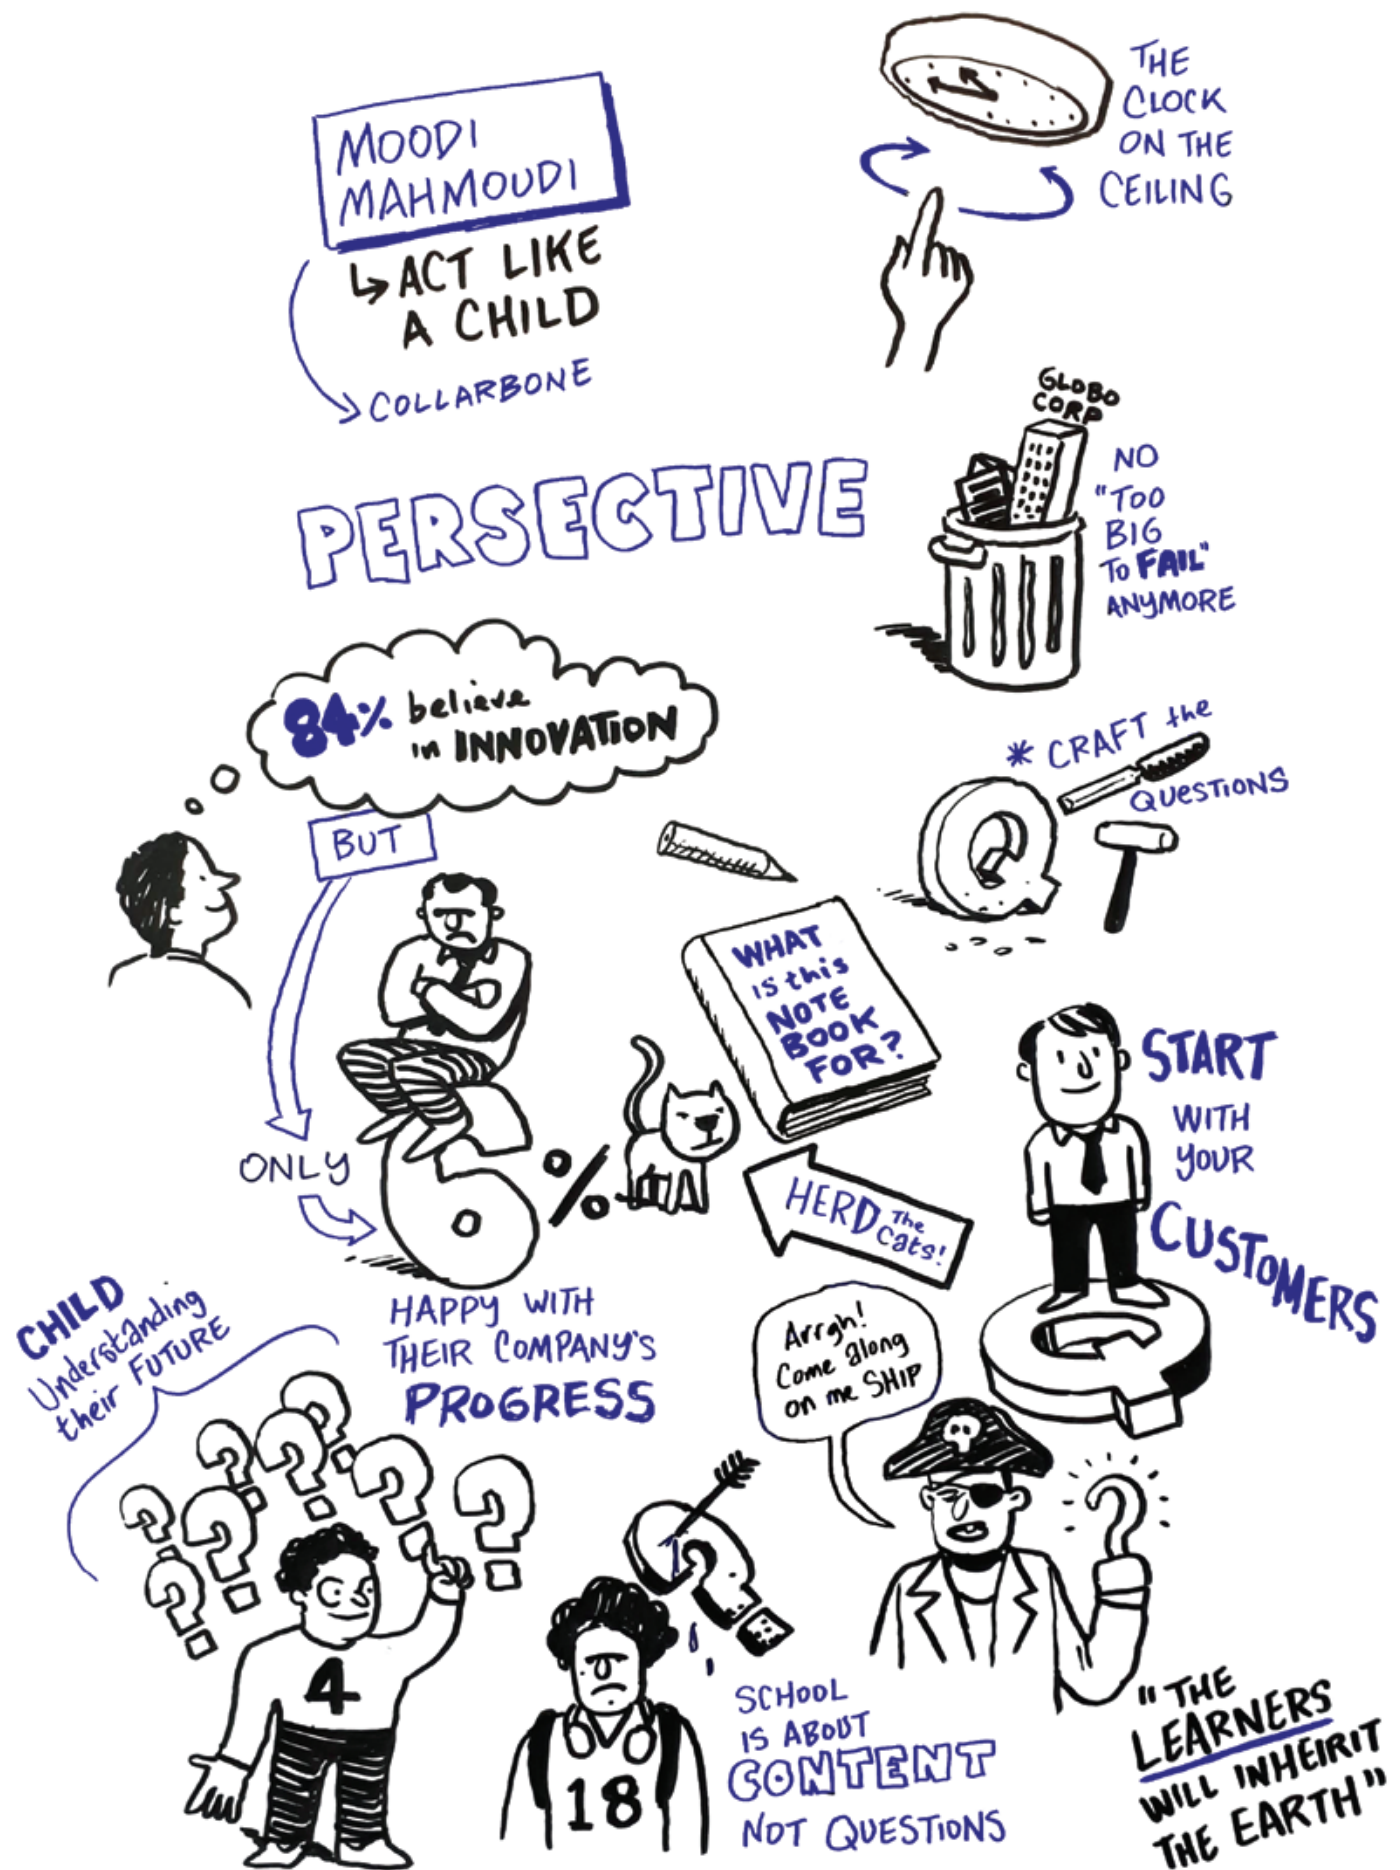 MOODI
MAHMOUDI
ACT LIKE
A CHILD
COLLARBONE
THE
CLOCK
ON THE
CEILING
PERSECTIVE
GLOBO
CORP
NO
"TOO
BIG
To FAIL"
ANYMORE
84% believe
in INNOVATION
BUT
ONLY
6%
HAPPY WITH
THEIR COMPANY'S
PROGRESS
* CRAFT the
QUESTIONS
Q
WHAT
is this
NOTE
BOOK
FOR?
START
WITH
YOUR
CUSTOMERS
Q
HERD The
cats!
Arrgh!
Come along
on me SHIP
CHILD
Understanding
their FUTURE
? ? ? ? ? ? ? ?
4
?
18
SCHOOL
IS ABOUT
CONTENT
NOT QUESTIONS
"THE
LEARNERS
WILL INHEIRIT
THE EARTH"